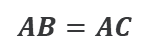 AB = AC